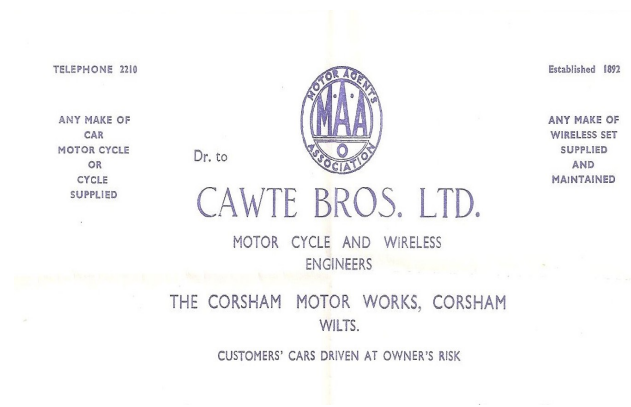 TELEPHONE 2210
Established 1892
MOTOR AGENTS
M·A·A
ASSOCIATION
ANY MAKE OF
CAR
MOTOR CYCLE
OR
CYCLE
SUPPLIED
ANY MAKE OF
WIRELESS SET
SUPPLIED
AND
MAINTAINED
Dr. to
CAWTE BROS. LTD.
MOTOR CYCLE AND WIRELESS
ENGINEERS
THE CORSHAM MOTOR WORKS, CORSHAM
WILTS.
CUSTOMERS' CARS DRIVEN AT OWNER'S RISK